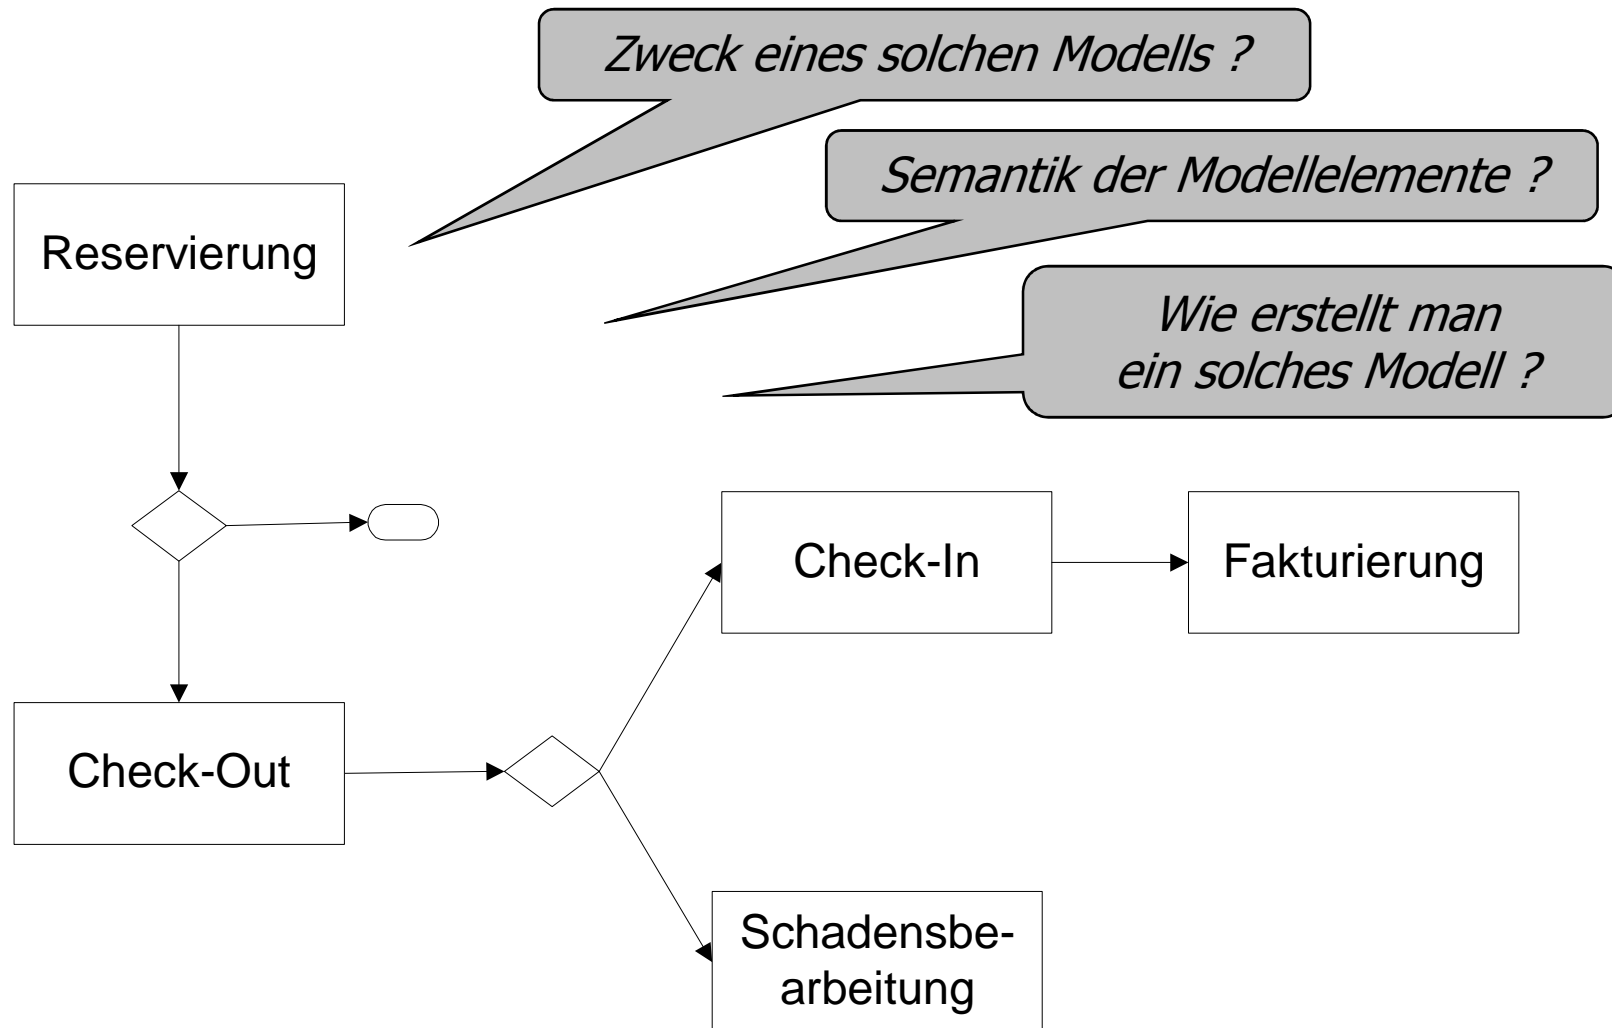 Zweck eines solchen Modells ?
Semantik der Modellelemente ?
Reservierung
Wie erstellt man
ein solches Modell ?
Check-In
Fakturierung
Check-Out
Schadensbe-
arbeitung